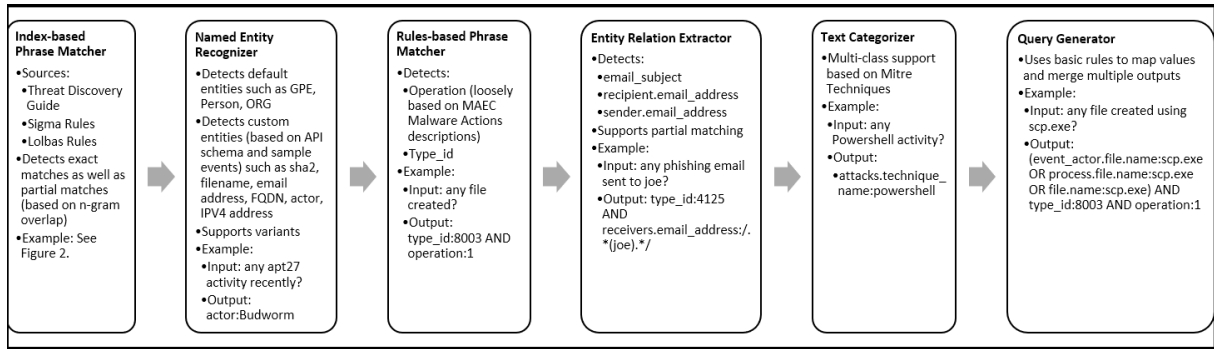 Index-based
Phrase Matcher
•Sources:
•Threat Discovery
Guide
•Sigma Rules
•Lolbas Rules
•Detects exact
matches as well as
partial matches
(based on n-gram
overlap)
•Example: See
Figure 2.
Named Entity
Recognizer
•Detects default
entities such as GPE,
Person, ORG
•Detects custom
entities (based on API
schema and sample
events) such as sha2,
filename, email
address, FQDN, actor,
IPV4 address
•Supports variants
•Example:
•Input: any apt27
activity recently?
•Output:
actor:Budworm
Rules-based Phrase
Matcher
•Detects:
•Operation (loosely
based on MAEC
Malware Actions
descriptions)
•Type_id
•Example:
•Input: any file
created?
•Output:
type_id:8003 AND
operation:1
Entity Relation Extractor
•Detects:
•email_subject
•recipient.email_address
•sender.email_address
•Supports partial matching
•Example:
•Input: any phishing email
sent to joe?
•Output: type_id:4125
AND
receivers.email_address:/.
*(joe).*/
Text Categorizer
•Multi-class support
based on Mitre
Techniques
•Example:
•Input: any
Powershell activity?
•Output:
•attacks.technique_
name:powershell
Query Generator
•Uses basic rules to map values
and merge multiple outputs
•Example:
•Input: any file created using
scp.exe?
•Output:
(event_actor.file.name:scp.exe
OR process.file.name:scp.exe
OR file.name:scp.exe) AND
type_id:8003 AND operation:1